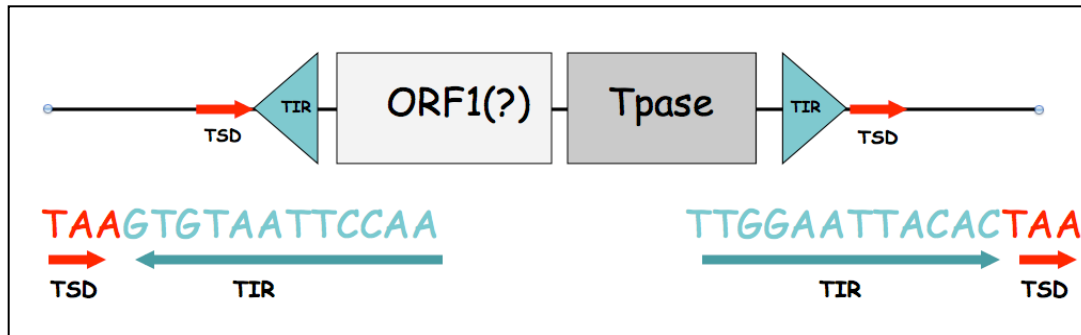 TIR ORF1(?) Tpase TIR
TSD TSD
TAAGTGTAATTCCAA TTGGAATTACACTAA
TSD TIR TIR TSD